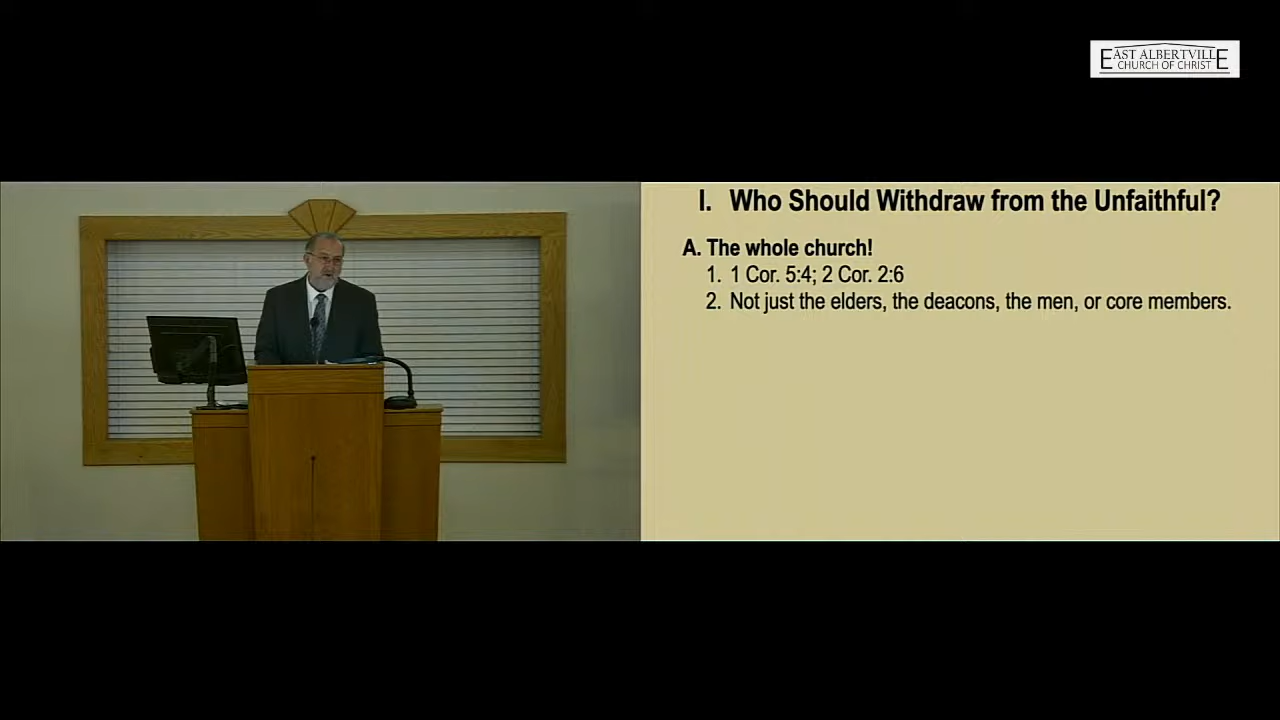 EAST ALBERTVILLE
CHURCH OF CHRIST
I. Who Should Withdraw from the Unfaithful?
A. The whole church!
1. 1 Cor. 5:4; 2 Cor. 2:6
2. Not just the elders, the deacons, the men, or core members.